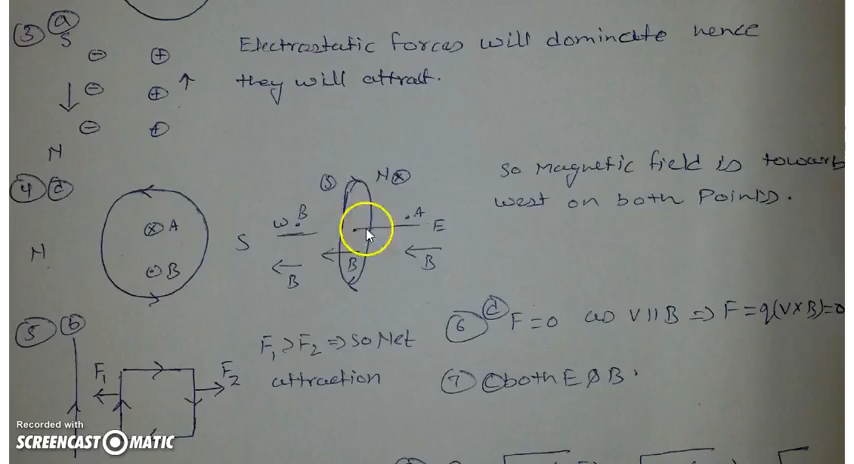 ③ ⓐ
S
⊖ ⊕
⊖ ⊕
⊖ ⊕
N
Electrostatic forces will dominate hence
they will attract.
④ ⓓ
⊗ A
⊙ B
N
S
Ⓢ N⊗
W B
A
E
B
B
B
So Magnetic field is toward
west on both Points.
⑤ ⓑ
F₁
F₂
F₁ > F₂ ⇒ So Net
attraction
⑥ ⓓ F = 0 as V || B ⇒ F = q(V×B)=0
⑦ ⓒ both E & B.
Recorded with
SCREENCAST MATIC